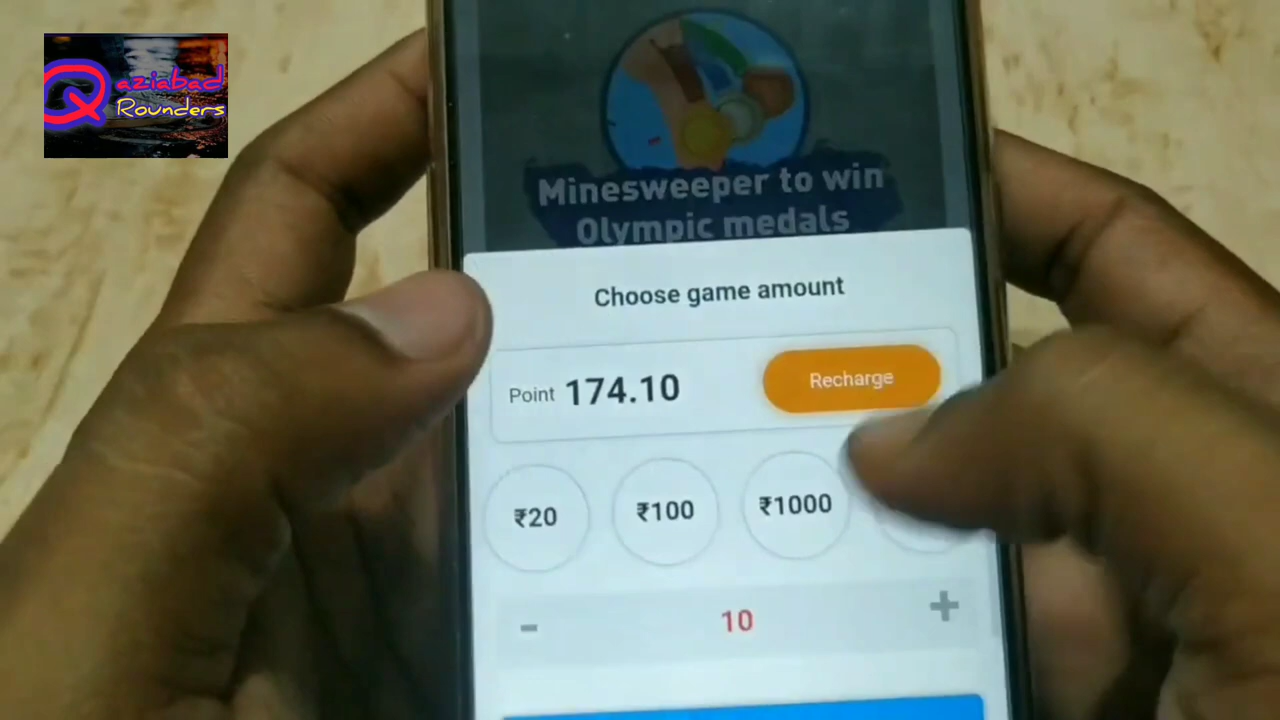 Qaziabad
Rounders
Minesweeper to win
Olympic medals
Choose game amount
Point 174.10
Recharge
₹20
₹100
₹1000
- 10 +